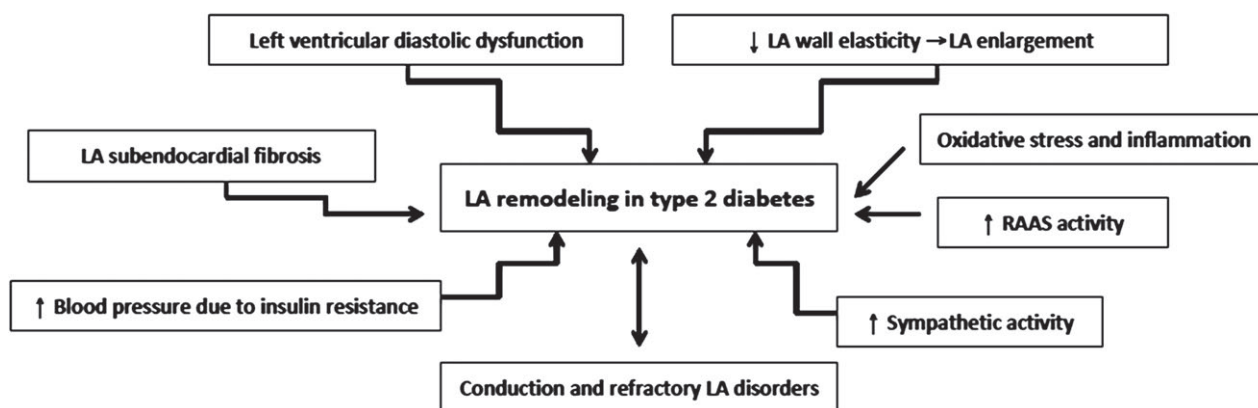 Left ventricular diastolic dysfunction
↓ LA wall elasticity → LA enlargement
LA subendocardial fibrosis
Oxidative stress and inflammation
LA remodeling in type 2 diabetes
↑ RAAS activity
↑ Blood pressure due to insulin resistance
↑ Sympathetic activity
Conduction and refractory LA disorders